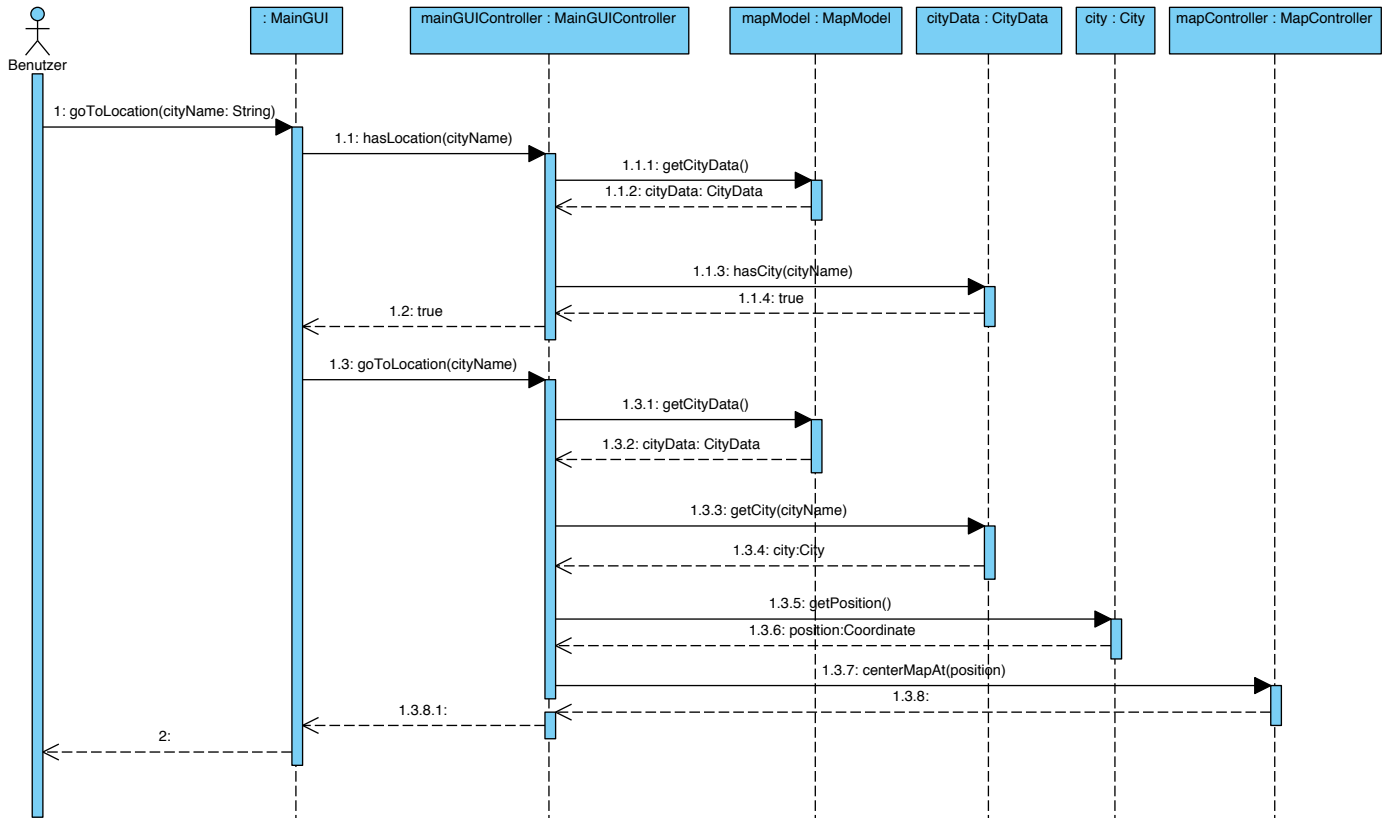 : MainGUI
mainGUIController : MainGUIController
mapModel : MapModel
cityData : CityData
city : City
mapController : MapController
Benutzer
1: goToLocation(cityName: String)
1.1: hasLocation(cityName)
1.1.1: getCityData()
1.1.2: cityData: CityData
1.1.3: hasCity(cityName)
1.1.4: true
1.2: true
1.3: goToLocation(cityName)
1.3.1: getCityData()
1.3.2: cityData: CityData
1.3.3: getCity(cityName)
1.3.4: city:City
1.3.5: getPosition()
1.3.6: position:Coordinate
1.3.7: centerMapAt(position)
1.3.8:
1.3.8.1:
2: